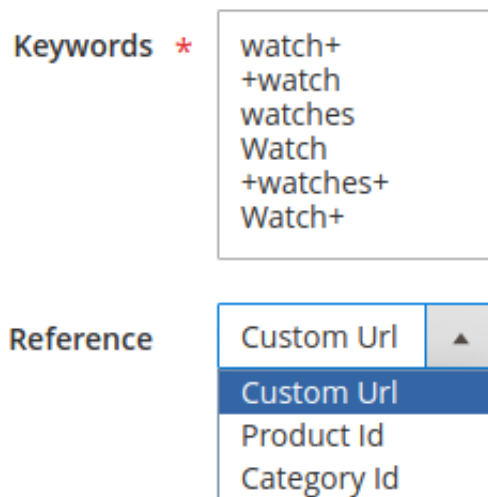 Keywords *
watch+
+watch
watches
Watch
+watches+
Watch+
Reference
Custom Url
Custom Url
Product Id
Category Id